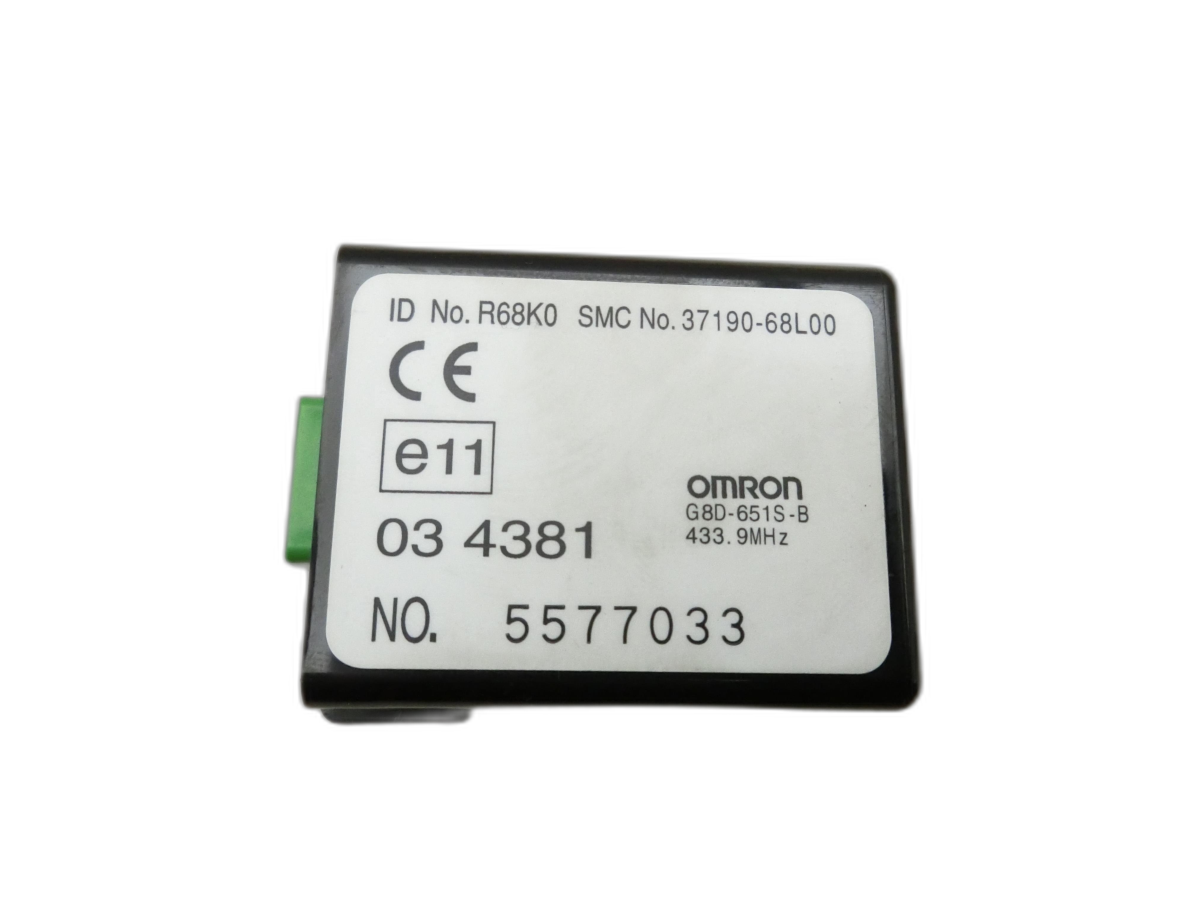 ID No. R68K0 SMC No. 37190-68L00
CE
e11
OMRON
G8D-651S-B
433.9MHz
03 4381
NO. 5577033